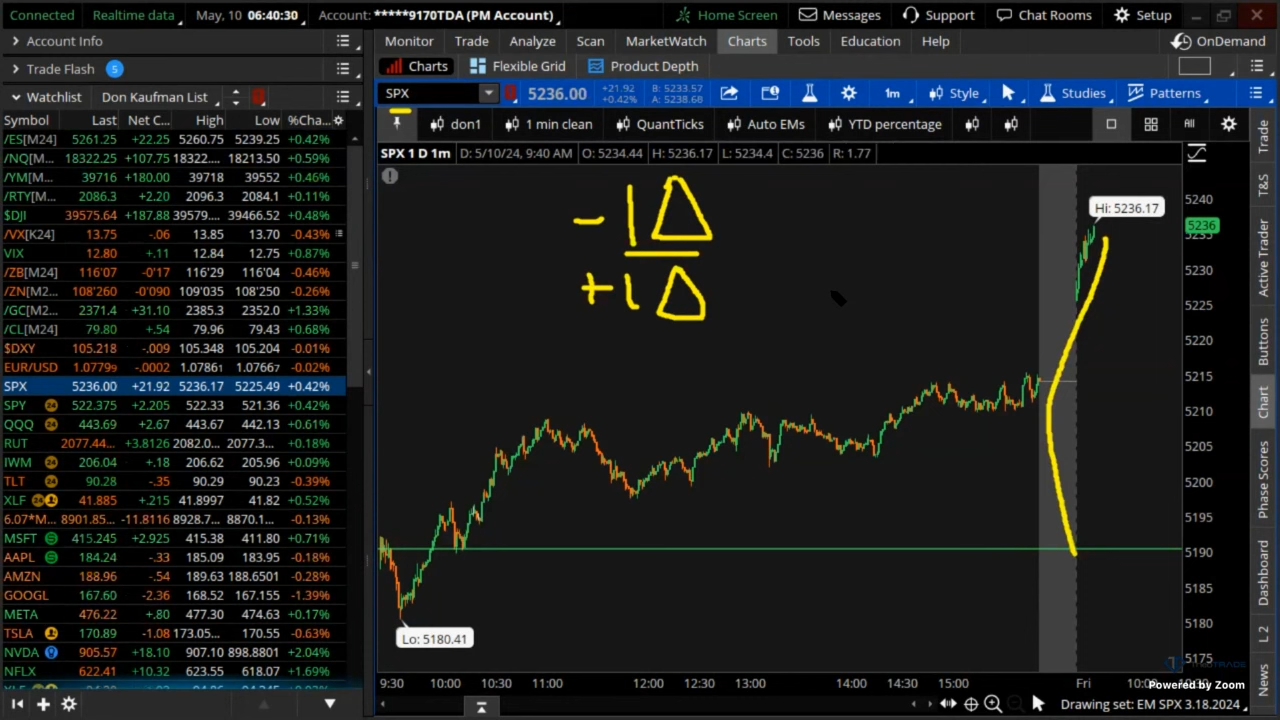 Connected Realtime data May, 10 06:40:30 Account: *****9170TDA (PM Account) Home Screen Messages Support Chat Rooms Setup
Account Info
Monitor Trade Analyze Scan MarketWatch Charts Tools Education Help OnDemand
Trade Flash 5
Charts Flexible Grid Product Depth
Watchlist Don Kaufman List
SPX 5236.00 +21.92 +0.42% B: 5233.57 A: 5238.68 1m Style Studies Patterns
don1 1 min clean QuantTicks Auto EMs YTD percentage All
SPX 1 D 1m D: 5/10/24, 9:40 AM O: 5234.44 H: 5236.17 L: 5234.4 C: 5236 R: 1.77
Symbol Last Net C... High Low %Cha...
/ES[M24] 5261.25 +22.25 5260.75 5239.25 +0.42%
/NQ[M... 18322.25 +107.75 18322.... 18213.50 +0.59%
/YM[M... 39716 +180.00 39718 39552 +0.46%
/RTY[M... 2086.3 +2.20 2096.3 2084.1 +0.11%
$DJI 39575.64 +187.88 39579.... 39466.52 +0.48%
/VX[K24] 13.75 -.06 13.85 13.70 -0.43%
VIX 12.80 +.11 12.84 12.75 +0.87%
/ZB[M24] 116'07 -0'17 116'29 116'04 -0.46%
/ZN[M2... 108'260 -0'090 109'035 108'250 -0.26%
/GC[M2... 2371.4 +31.10 2385.3 2352.0 +1.33%
/CL[M24] 79.80 +.54 79.96 79.43 +0.68%
$DXY 105.218 -.009 105.348 105.204 -0.01%
EUR/USD 1.0779 -.0002 1.0786 1.0766 -0.02%
SPX 5236.00 +21.92 5236.17 5225.49 +0.42%
SPY 24 522.375 +2.205 522.33 521.36 +0.42%
QQQ 24 443.69 +2.67 443.67 442.13 +0.61%
RUT 2077.44... +3.8126 2082.0... 2077.3... +0.18%
IWM 24 206.04 +.18 206.62 205.96 +0.09%
TLT 24 90.28 -.35 90.29 90.23 -0.39%
XLF 24 41.885 +.215 41.8997 41.82 +0.52%
6.07*M... 8901.85... -11.8116 8928.7... 8870.1... -0.13%
MSFT 415.245 +2.925 415.38 411.80 +0.71%
AAPL 184.24 -.33 185.09 183.95 -0.18%
AMZN 188.96 -.54 189.63 188.6501 -0.28%
GOOGL 167.60 -2.36 168.52 167.155 -1.39%
META 476.22 +.80 477.30 474.63 +0.17%
TSLA 170.89 -1.08 173.05... 170.55 -0.63%
NVDA 905.57 +18.10 907.10 898.8801 +2.04%
NFLX 622.41 +10.32 623.55 618.07 +1.69%
-1Δ
+1Δ
Hi: 5236.17
Lo: 5180.41
5240
5236
5235
5230
5225
5220
5215
5210
5205
5200
5195
5190
5185
5180
5175
9:30 10:00 11:00 12:00 12:30 13:00 14:00 14:30 15:00 Fri 10:00
Trade
T&S
Active Trader
Buttons
Chart
Phase Scores
Dashboard
L 2
News
Powered by Zoom
Drawing set: EM SPX 3.18.2024